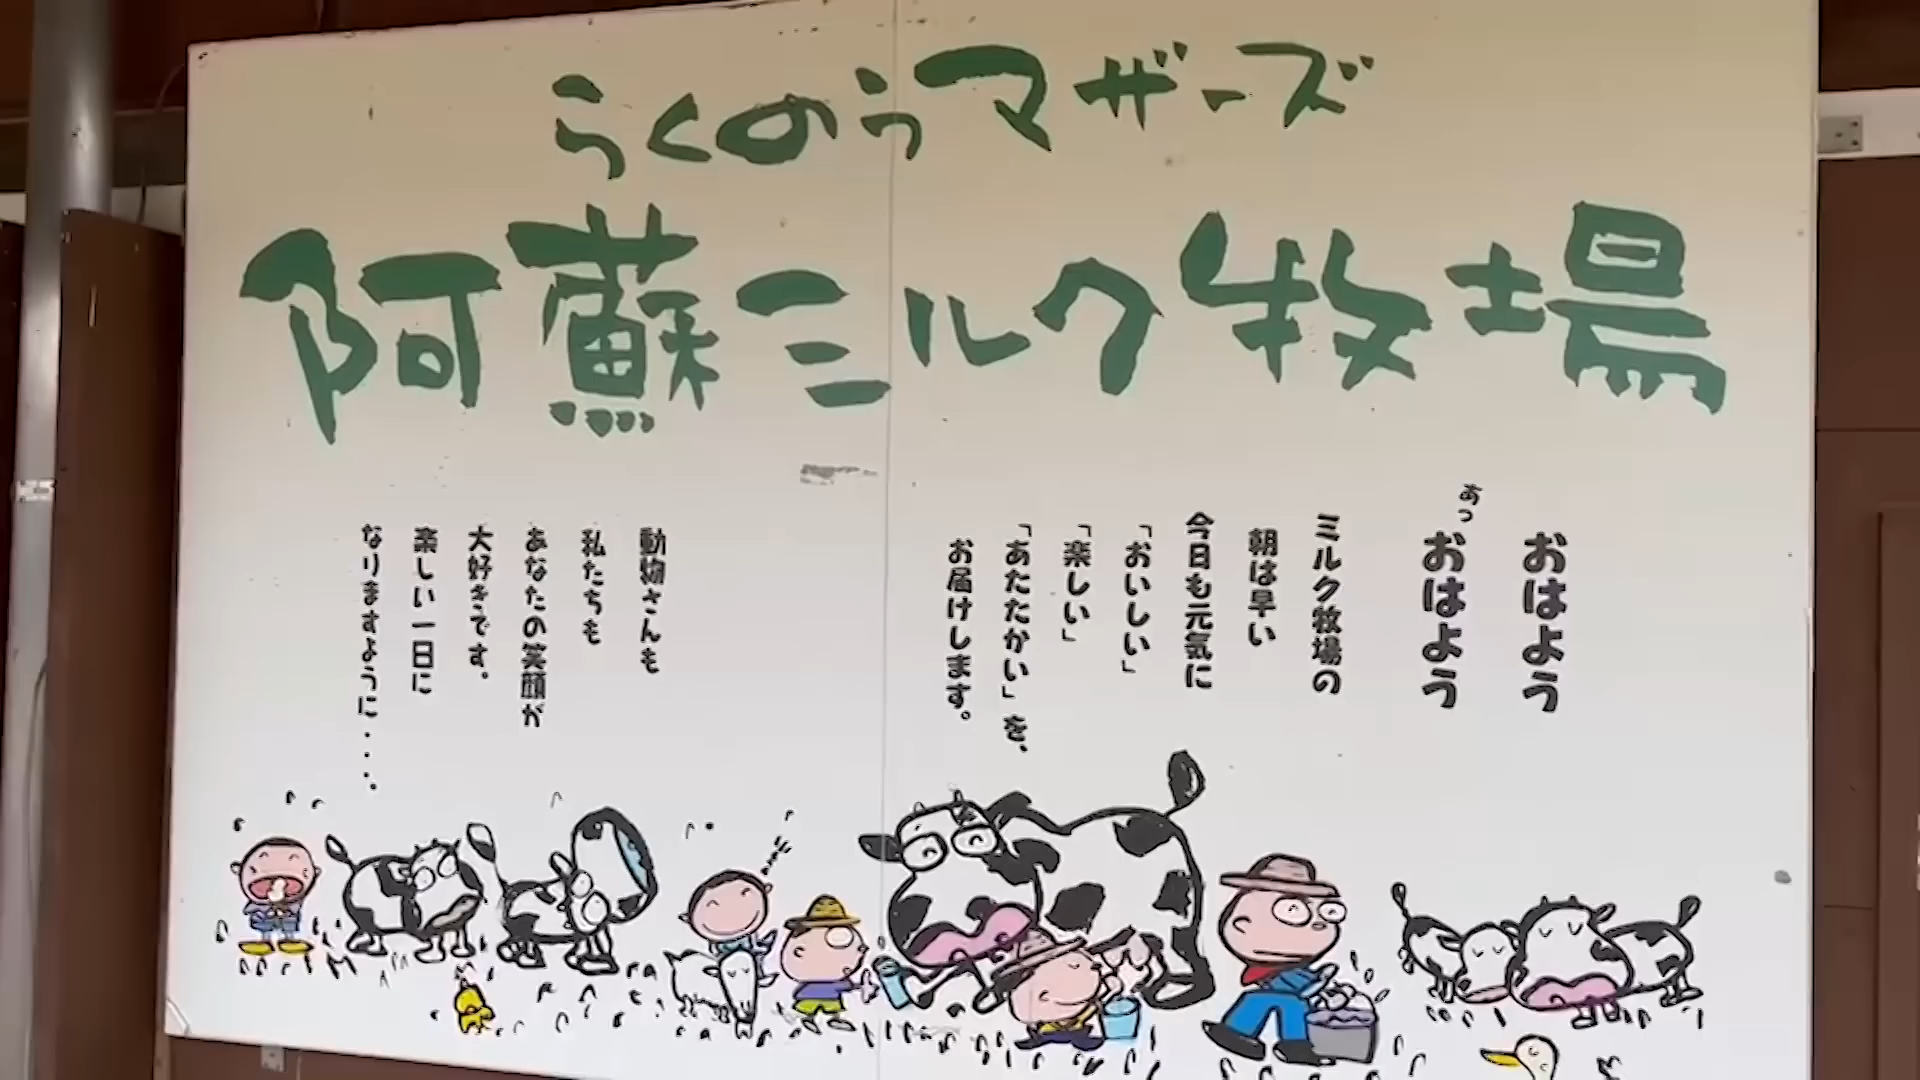 らくのうマザーズ
阿蘇ミルク牧場
おはよう
あっおはよう
ミルク牧場の
朝は早い
今日も元気に
「おいしい」
「楽しい」
「あたたかい」を、
お届けします。
動物さんも
私たちも
あなたの笑顔が
大好きです。
楽しい一日に
なりますように・・・・。